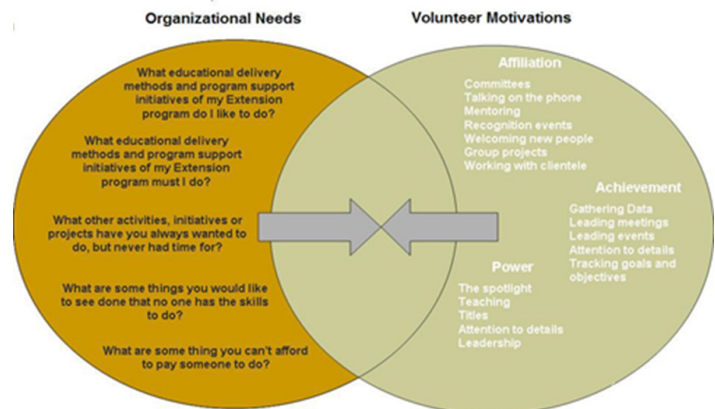 Organizational Needs
Volunteer Motivations
What educational delivery
methods and program support
initiatives of my Extension
program do I like to do?
What educational delivery
methods and program support
initiatives of my Extension
program must I do?
What other activities, initiatives or
projects have you always wanted to
do, but never had time for?
What are some things you would like
to see done that no one has the skills
to do?
What are some thing you can't afford
to pay someone to do?
Affiliation
Committees
Talking on the phone
Mentoring
Recognition events
Welcoming new people
Group projects
Working with clientele
Achievement
Gathering Data
Leading meetings
Leading events
Attention to details
Tracking goals and
objectives
Power
The spotlight
Teaching
Titles
Attention to details
Leadership